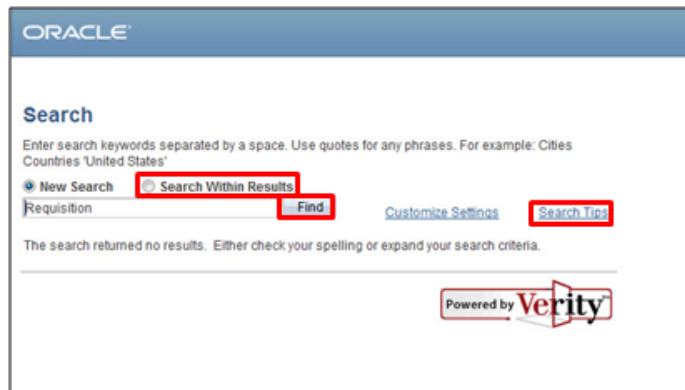 ORACLE
Search
Enter search keywords separated by a space. Use quotes for any phrases. For example: Cities
Countries 'United States'
New Search Search Within Results
Requisition Find Customize Settings Search Tips
The search returned no results. Either check your spelling or expand your search criteria.
Powered by Verity